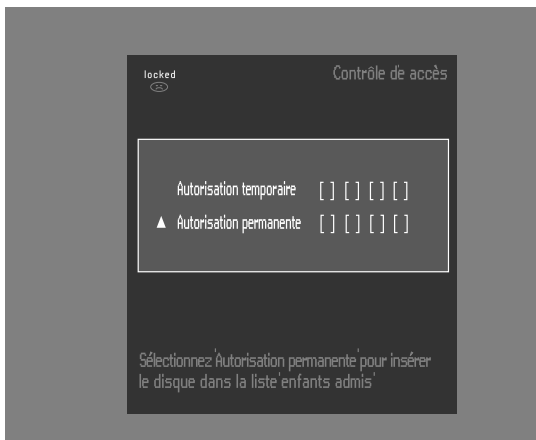 locked
Contrôle de accès
Autorisation temporaire [ ] [ ] [ ] [ ]
▲ Autorisation permanente [ ] [ ] [ ] [ ]
Sélectionnez 'Autorisation permanente' pour insérer
le disque dans la liste 'enfants admis'